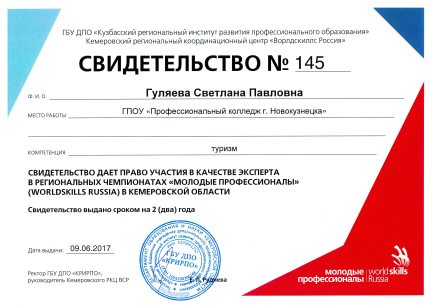 ГБУ ДПО «Кузбасский региональный институт развития профессионального образования»
Кемеровский региональный координационный центр «Ворлдскиллс Россия»
СВИДЕТЕЛЬСТВО № 145
Ф. И. О. Гуляева Светлана Павловна
МЕСТО РАБОТЫ ГПОУ «Профессиональный колледж г. Новокузнецка»
КОМПЕТЕНЦИЯ туризм
СВИДЕТЕЛЬСТВО ДАЕТ ПРАВО УЧАСТИЯ В КАЧЕСТВЕ ЭКСПЕРТА
В РЕГИОНАЛЬНЫХ ЧЕМПИОНАТАХ «МОЛОДЫЕ ПРОФЕССИОНАЛЫ»
(WORLDSKILLS RUSSIA) В КЕМЕРОВСКОЙ ОБЛАСТИ
Свидетельство выдано сроком на 2 (два) года
Дата выдачи: 09.06.2017
Ректор ГБУ ДПО «КРИРПО»,
руководитель Кемеровского РКЦ ВСР
ГБУ ДПО
«КРИРПО»
молодые
профессионалы
worldskills
Russia